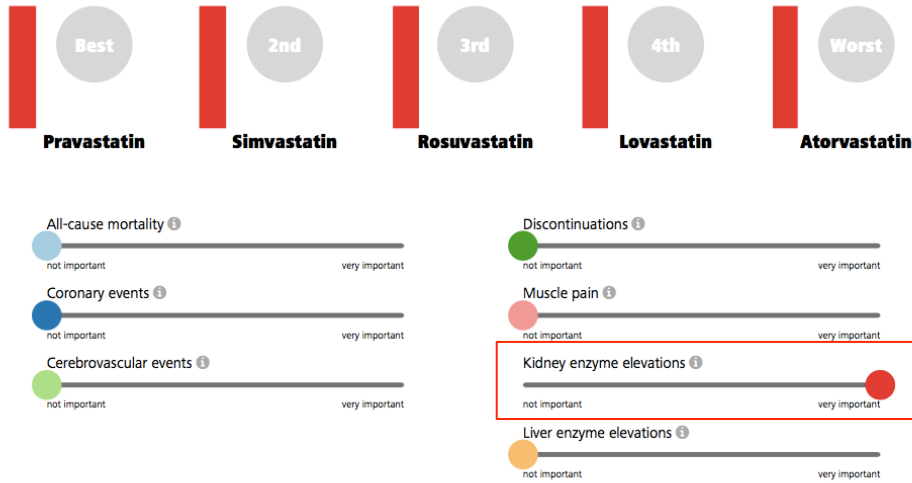 Best 2nd 3rd 4th Worst
Pravastatin Simvastatin Rosuvastatin Lovastatin Atorvastatin
All-cause mortality
not important very important
Coronary events
not important very important
Cerebrovascular events
not important very important
Discontinuations
not important very important
Muscle pain
not important very important
Kidney enzyme elevations
not important very important
Liver enzyme elevations
not important very important